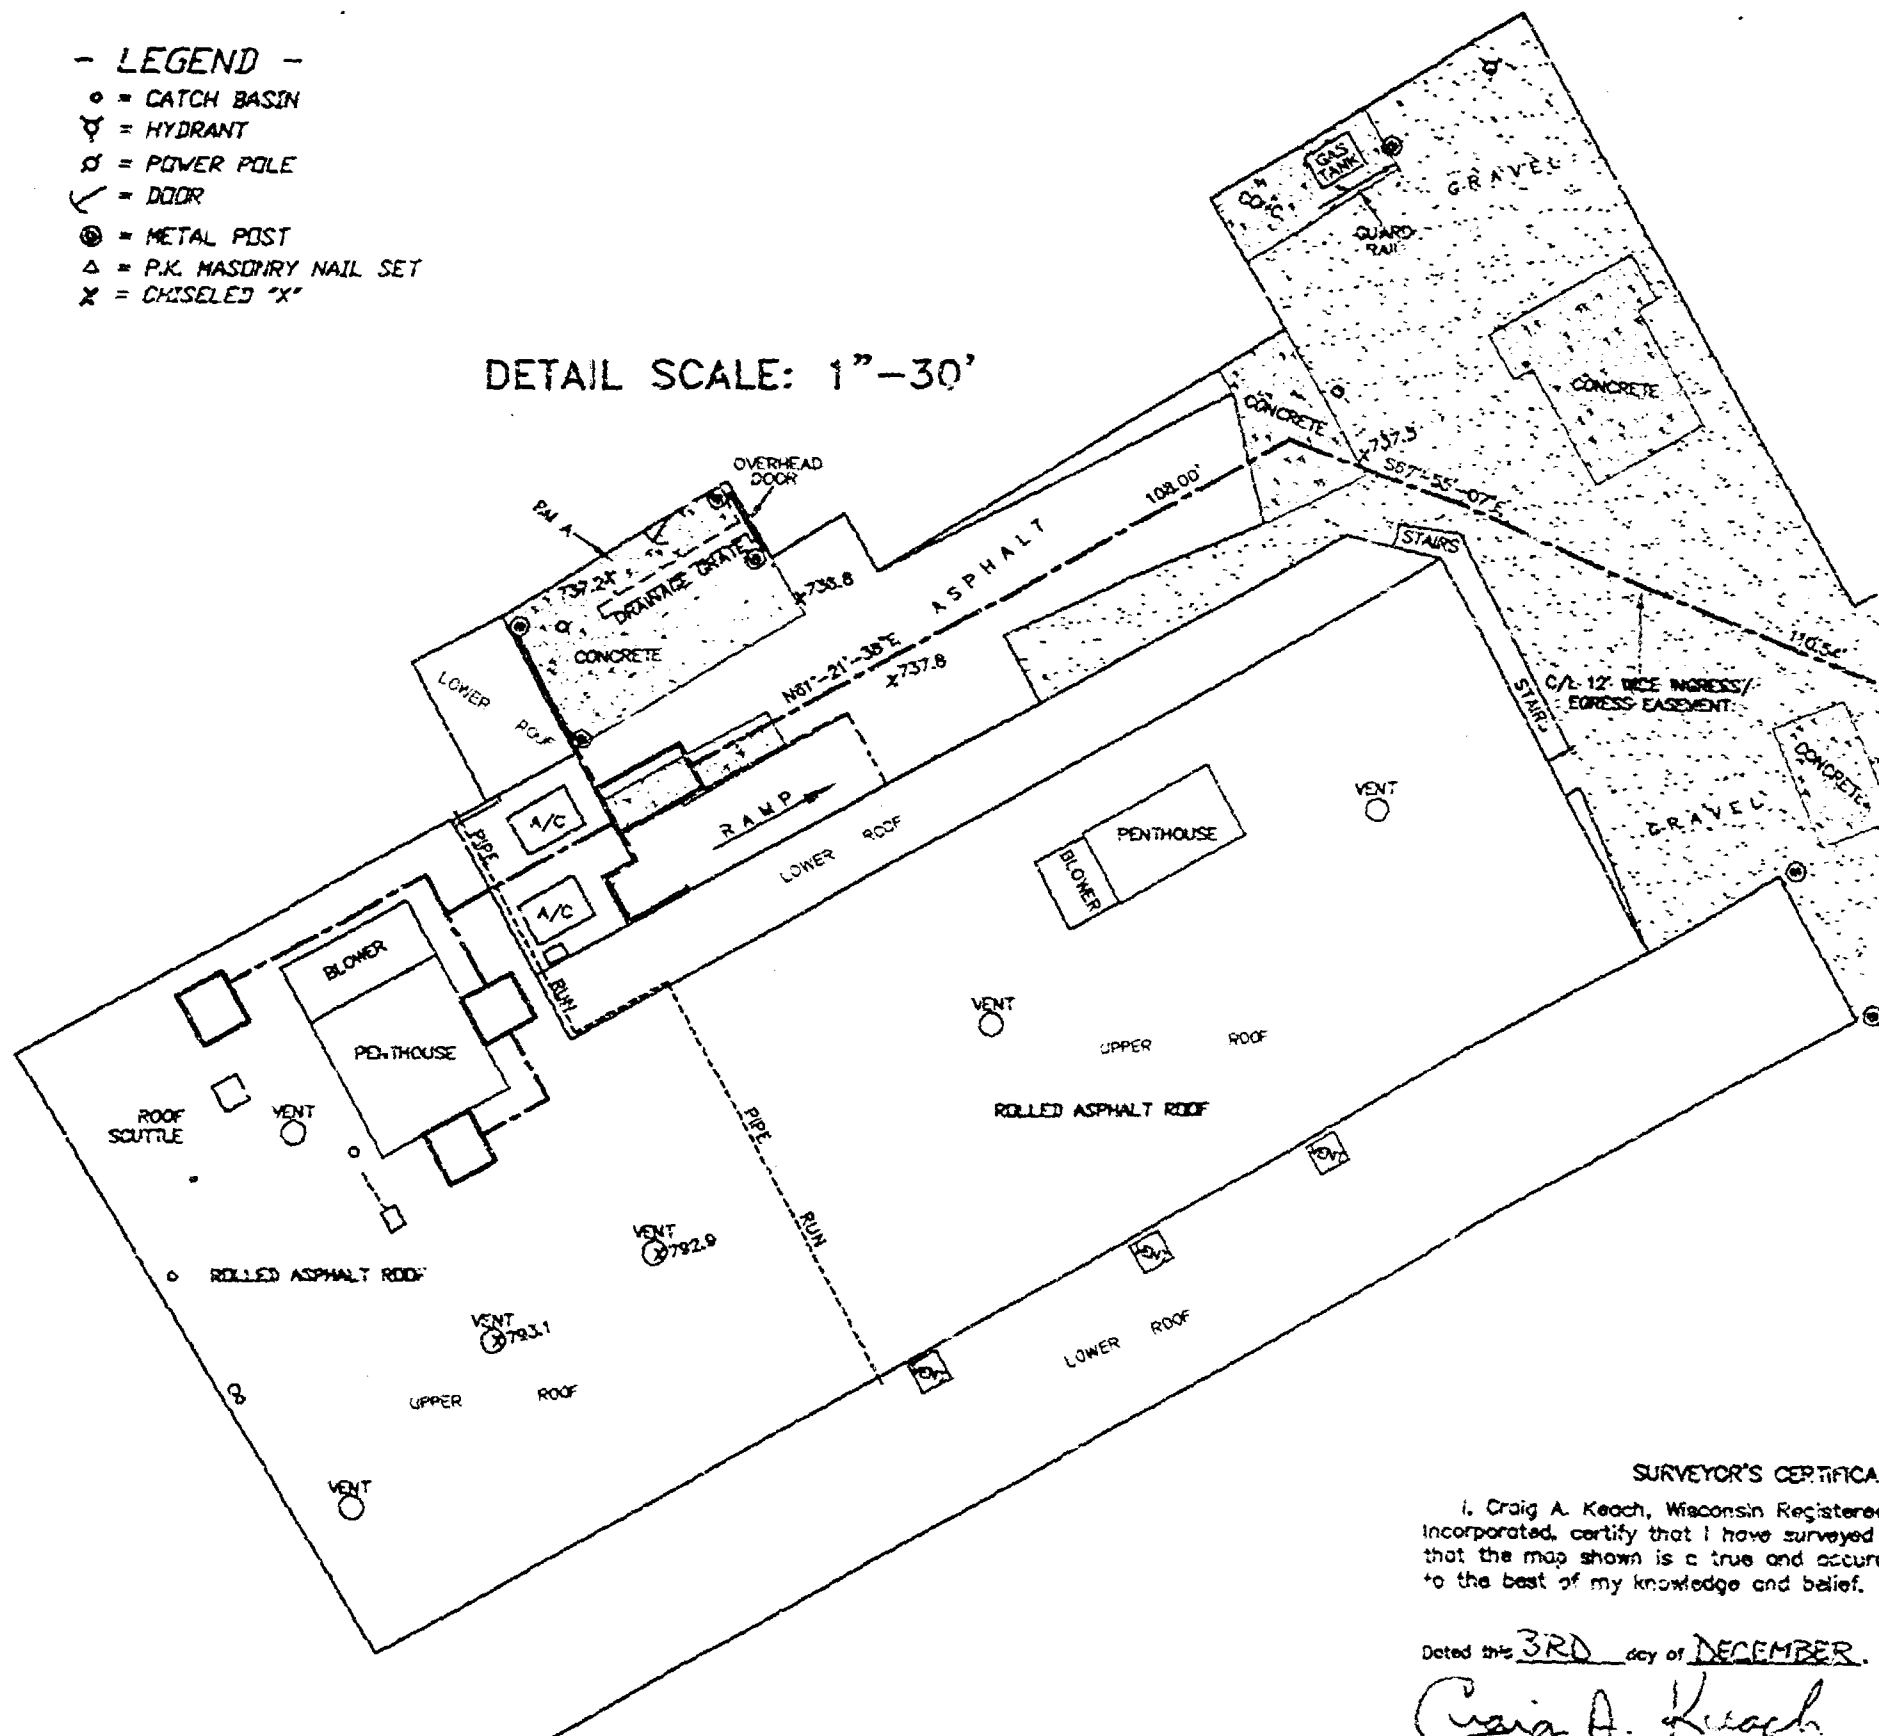 - LEGEND -
o = CATCH BASIN
= HYDRANT
= POWER POLE
= DOOR
= METAL POST
△ = P.K. MASONRY NAIL SET
X = CHISELED "X"
DETAIL SCALE: 1"-30'
GAS
TANK
CONC.
GRAVEL
GUARD
RAIL
CONCRETE
CONCRETE
737.5
S67°-55'-07"E
108.00'
OVERHEAD
DOOR
ASPHALT
STAIRS
DRAINAGE GRATE
737.2
738.8
CONCRETE
N61°-21'-38"E
737.8
110.54'
C/L 12' WIDE INGRESS/
EGRESS EASEMENT
STAIRS
LOWER ROOF
CONCRETE
GRAVEL
A/C
RAMP
LOWER ROOF
PENTHOUSE
BLOWER
VENT
PIPE
RUN
A/C
BLOWER
PENTHOUSE
VENT
UPPER ROOF
ROLLED ASPHALT ROOF
ROOF
SCUTTLE
VENT
PIPE
RUN
VENT
792.9
ROLLED ASPHALT ROOF
VENT
793.1
LOWER ROOF
UPPER ROOF
VENT
SURVEYOR'S CERTIFICA
I, Craig A. Keach, Wisconsin Registere
Incorporated, certify that I have surveyed
that the map shown is a true and accur
to the best of my knowledge and belief.
Dated this 3RD day of DECEMBER.
Craig A. Keach